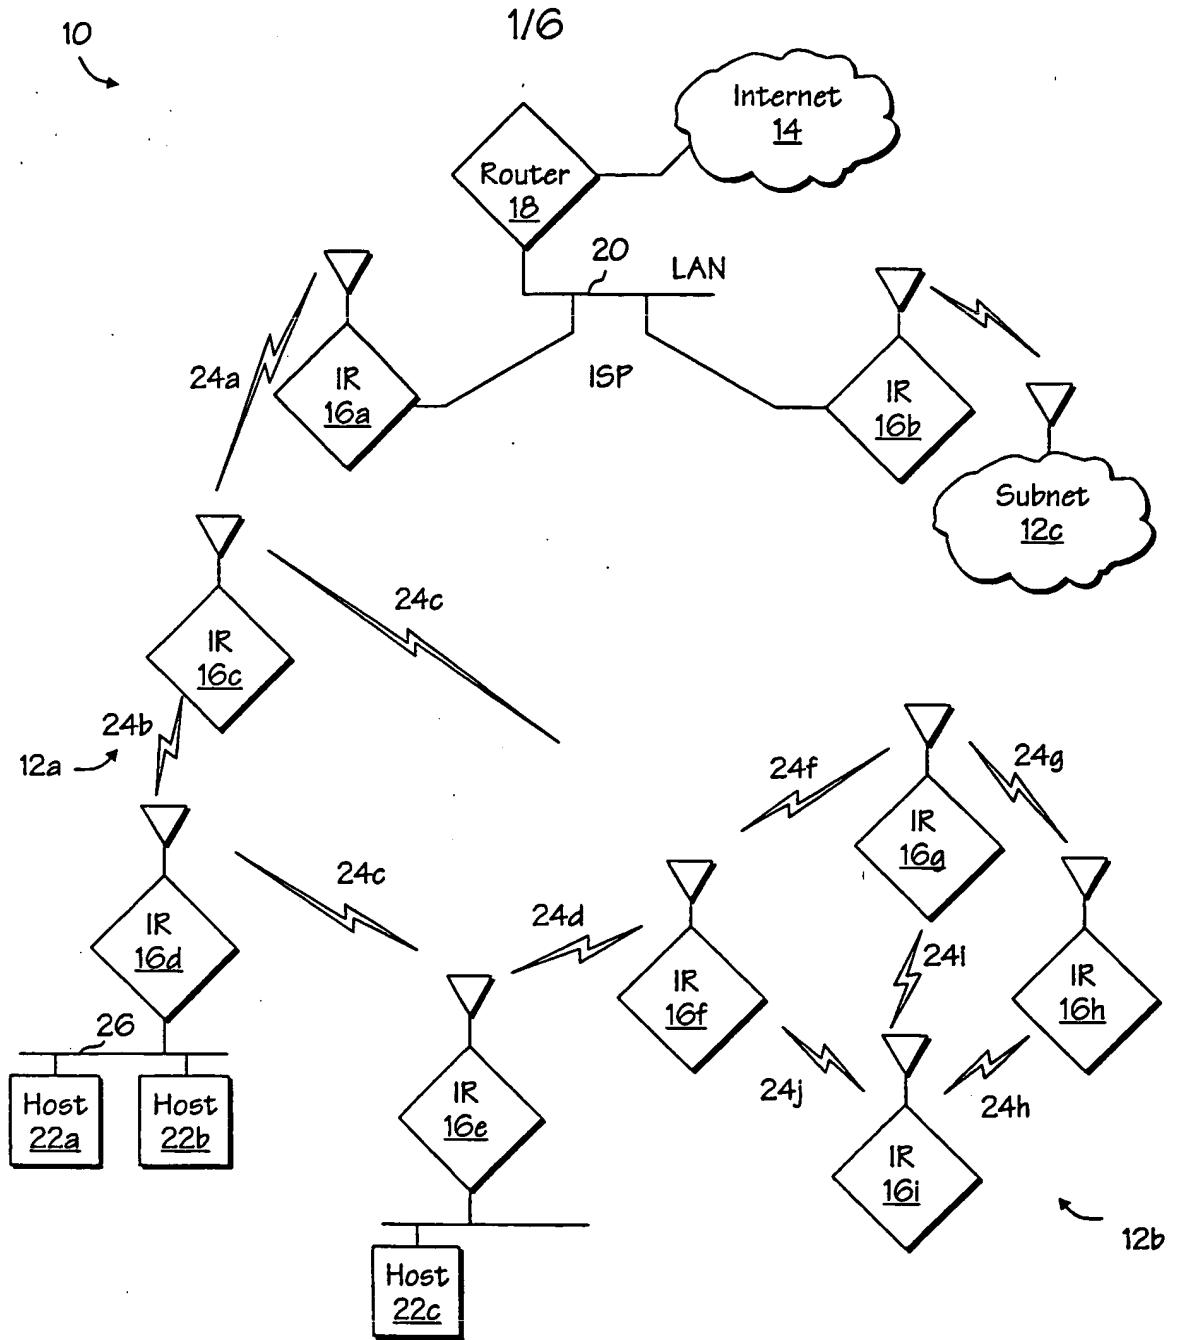 1/6
10
Internet
14
Router
18
20
LAN
ISP
24a
IR
16a
IR
16b
Subnet
12c
24c
IR
16c
24b
12a
24f
24g
IR
16g
24c
24d
24i
IR
16d
IR
16f
IR
16h
26
Host
22a
Host
22b
IR
16e
24j
24h
IR
16i
12b
Host
22c